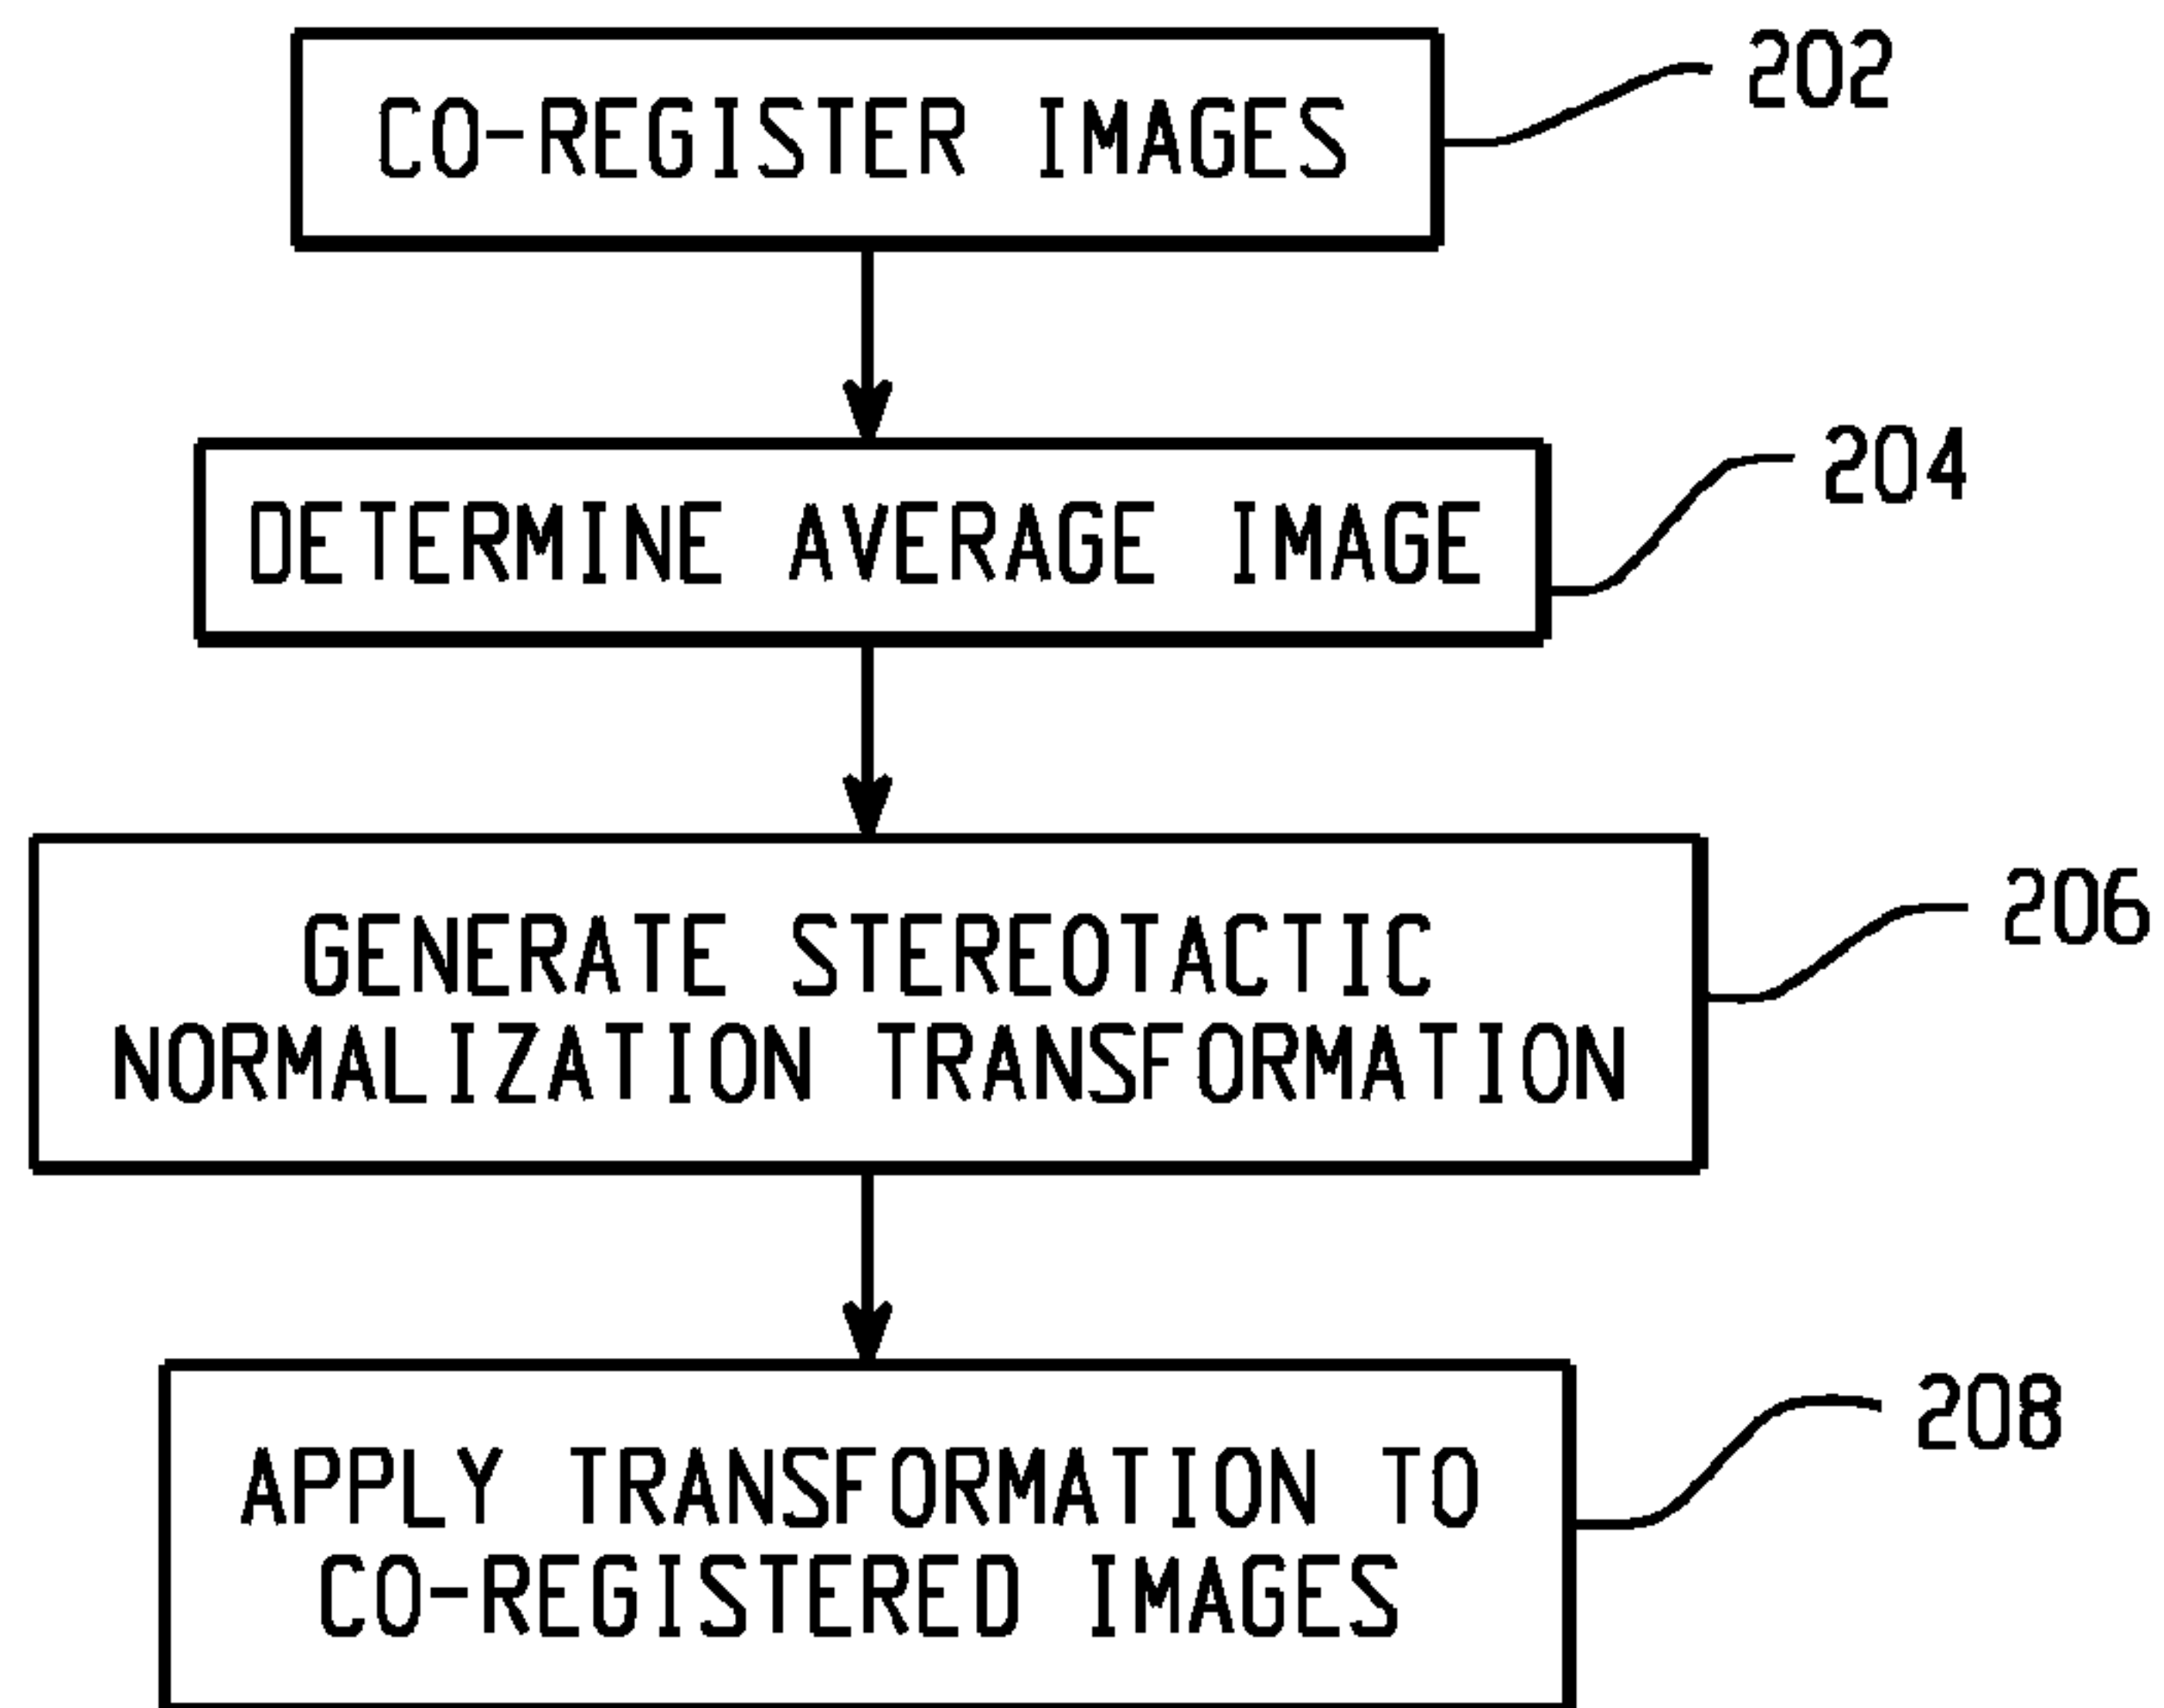 CO-REGISTER IMAGES
202
DETERMINE AVERAGE IMAGE
204
GENERATE STEREOTACTIC
NORMALIZATION TRANSFORMATION
206
APPLY TRANSFORMATION TO
CO-REGISTERED IMAGES
208